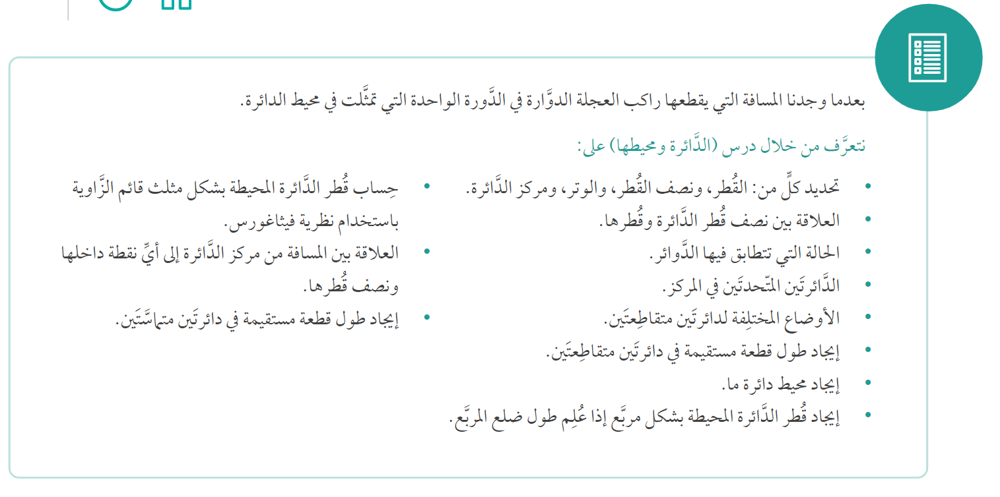 بعدما وجدنا المسافة التي يقطعها راكب العجلة الدوَّارة في الدَّورة الواحدة التي تمثَّلت في محيط الدائرة.
نتعرَّف من خلال درس (الدَّائرة ومحيطها) على:
• تحديد كلٍّ من: القُطر، ونصف القُطر، والوتر، ومركز الدَّائرة.
• العلاقة بين نصف قُطر الدَّائرة وقُطرها.
• الحالة التي تتطابق فيها الدَّوائر.
• الدَّائرتَين المتّحدتَين في المركز.
• الأوضاع المختلِفة لدائرتَين متقاطِعتَين.
• إيجاد طول قطعة مستقيمة في دائرتَين متقاطِعتَين.
• إيجاد محيط دائرة ما.
• إيجاد قُطر الدَّائرة المحيطة بشكل مربَّع إذا عُلِم طول ضلع المربَّع.
• حِساب قُطر الدَّائرة المحيطة بشكل مثلث قائم الزَّاوية
باستخدام نظرية فيثاغورس.
• العلاقة بين المسافة من مركز الدَّائرة إلى أيِّ نقطة داخلها
ونصف قُطرها.
• إيجاد طول قطعة مستقيمة في دائرتَين متماسَّتَين.